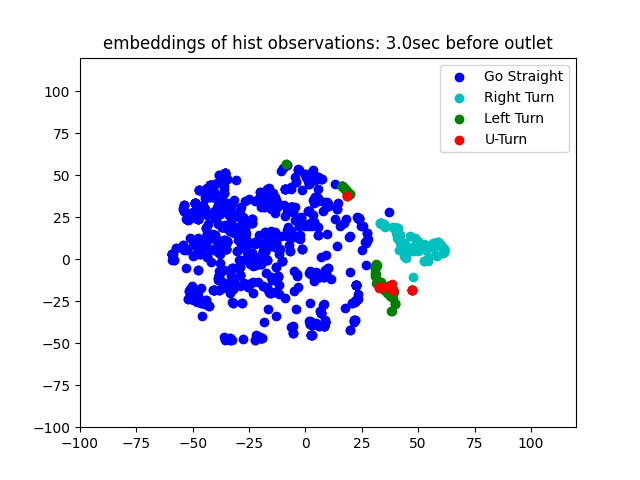 embeddings of hist observations: 3.0sec before outlet
Go Straight
Right Turn
Left Turn
U-Turn
100
75
50
25
0
−25
−50
−75
−100
−100 −75 −50 −25 0 25 50 75 100